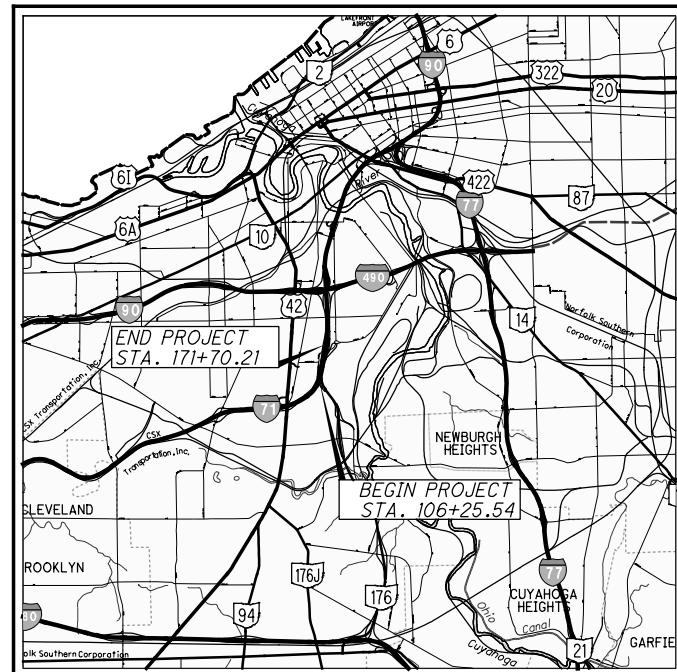 LAKEFRONT
AIRPORT
6
2
90
322
20
Cuyahoga
River
6I
422
77
87
6A
10
490
90
42
14
Norfolk Southern
Corporation
END PROJECT
STA. 171+70.21
CSX Transportation, Inc.
71
CSX
Transportation, Inc.
NEWBURGH
HEIGHTS
BEGIN PROJECT
STA. 106+25.54
CLEVELAND
ROOKLYN
176J
176
77
94
CUYAHOGA
HEIGHTS
Ohio
Canal
Cuyahoga
80
olk Southern Corporation
21
GARFIE